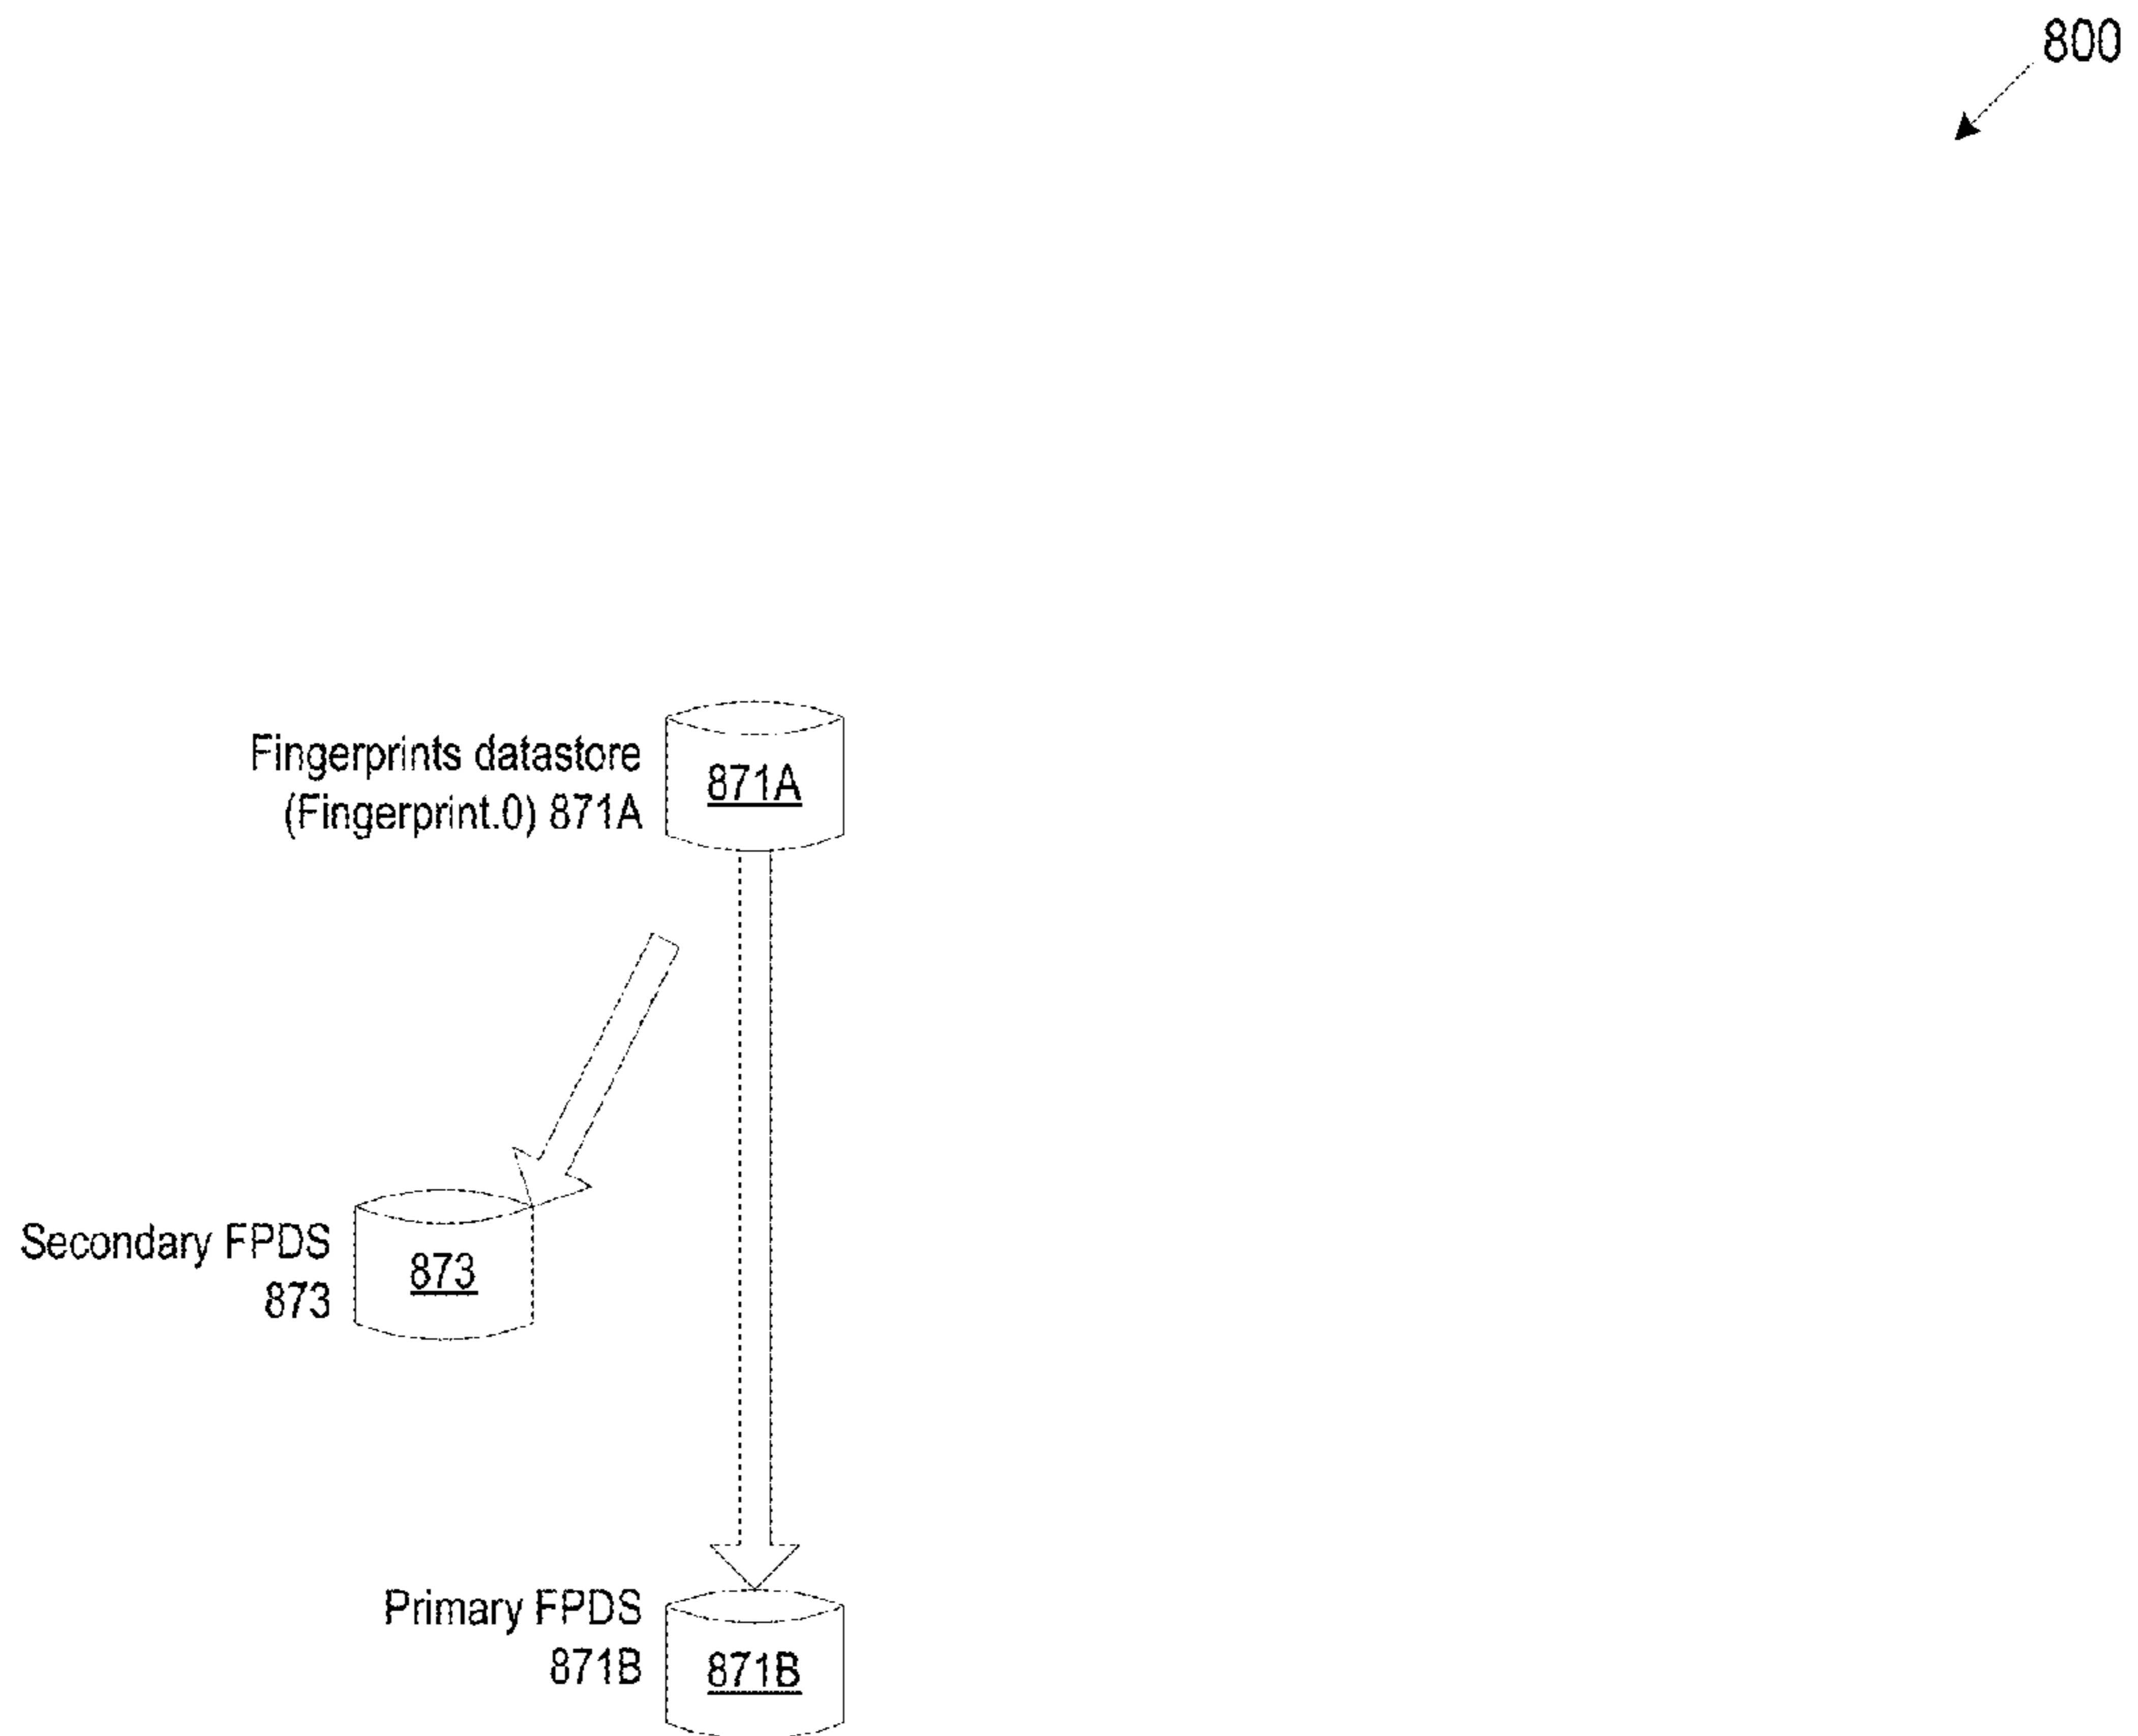 800
Fingerprints datastore
(Fingerprint.0) 871A
871A
Secondary FPDS
873
873
Primary FPDS
871B
871B